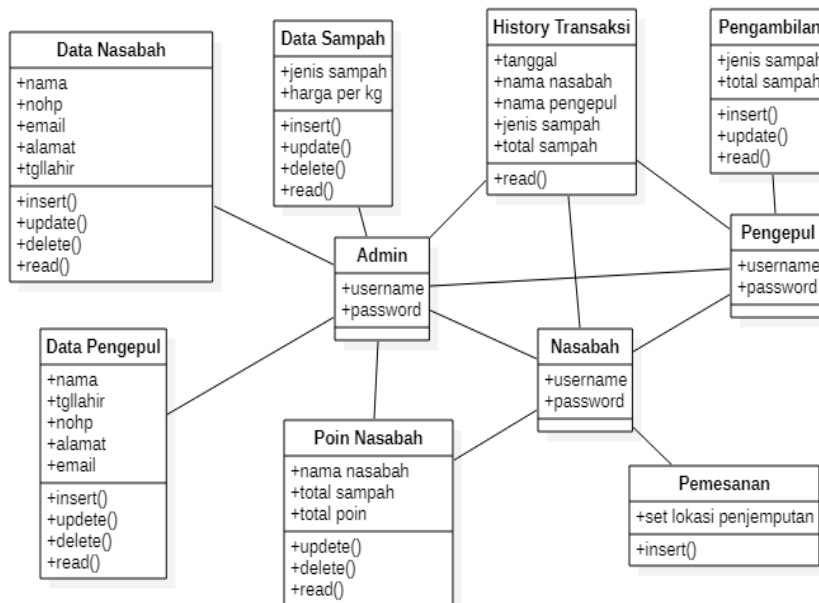 Data Nasabah
+nama
+nohp
+email
+alamat
+tgllahir
+insert()
+update()
+delete()
+read()
Data Sampah
+jenis sampah
+harga per kg
+insert()
+update()
+delete()
+read()
History Transaksi
+tanggal
+nama nasabah
+nama pengepul
+jenis sampah
+total sampah
+read()
Pengambilan
+jenis sampah
+total sampah
+insert()
+update()
+read()
Admin
+username
+password
Pengepul
+username
+password
Data Pengepul
+nama
+tgllahir
+nohp
+alamat
+email
+insert()
+updete()
+delete()
+read()
Nasabah
+username
+password
Poin Nasabah
+nama nasabah
+total sampah
+total poin
+updete()
+delete()
+read()
Pemesanan
+set lokasi penjemputan
+insert()